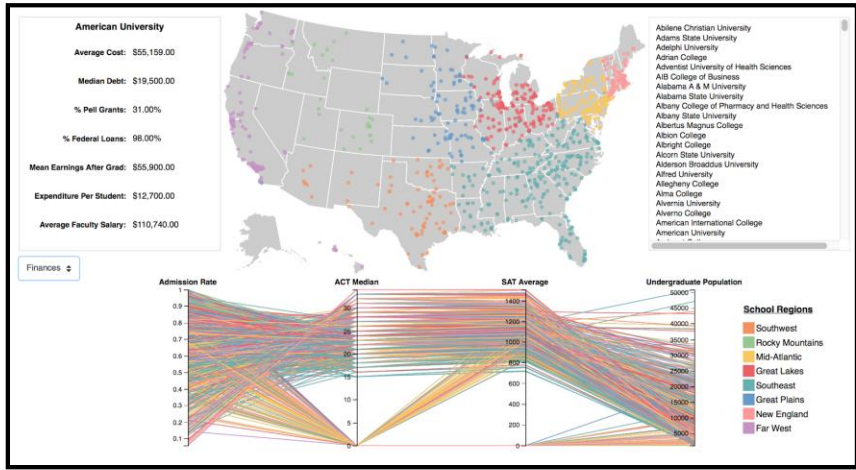 American University
Average Cost: $55,159.00
Median Debt: $19,500.00
% Pell Grants: 31.00%
% Federal Loans: 98.00%
Mean Earnings After Grad: $55,900.00
Expenditure Per Student: $12,700.00
Average Faculty Salary: $110,740.00
Finances
Abilene Christian University
Adams State University
Adelphi University
Adrian College
Adventist University of Health Sciences
AIB College of Business
Alabama A & M University
Alabama State University
Albany College of Pharmacy and Health Sciences
Albany State University
Albertus Magnus College
Albion College
Albright College
Alcorn State University
Alderson Broaddus University
Alfred University
Allegheny College
Alma College
Alvernia University
Alverno College
American International College
American University
Admission Rate
1
0.9
0.8
0.7
0.6
0.5
0.4
0.3
0.2
0.1
ACT Median
30
25
20
15
10
5
0
SAT Average
1400
1200
1000
800
600
400
200
0
Undergraduate Population
50000
45000
40000
35000
30000
25000
20000
15000
10000
5000
School Regions
Southwest
Rocky Mountains
Mid-Atlantic
Great Lakes
Southeast
Great Plains
New England
Far West